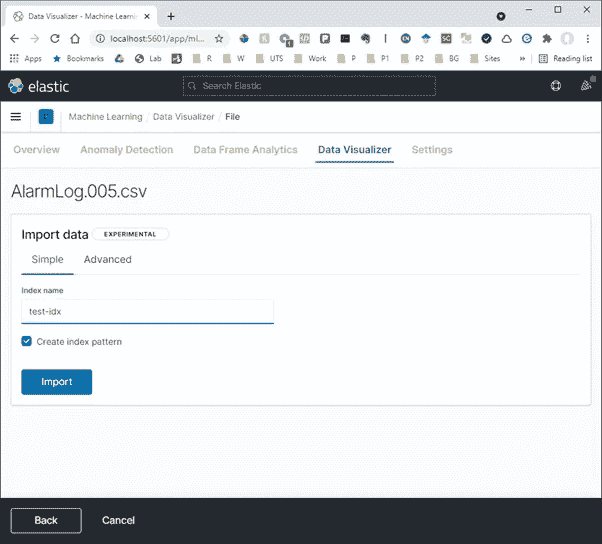 Data Visualizer - Machine Learning
localhost:5601/app/ml...
Apps Bookmarks R W UTS Work P P1 P2 BG Sites » Reading list
elastic Search Elastic
Machine Learning / Data Visualizer / File
Overview Anomaly Detection Data Frame Analytics Data Visualizer Settings
AlarmLog.005.csv
Import data EXPERIMENTAL
Simple Advanced
Index name
test-idx
Create index pattern
Import
Back Cancel